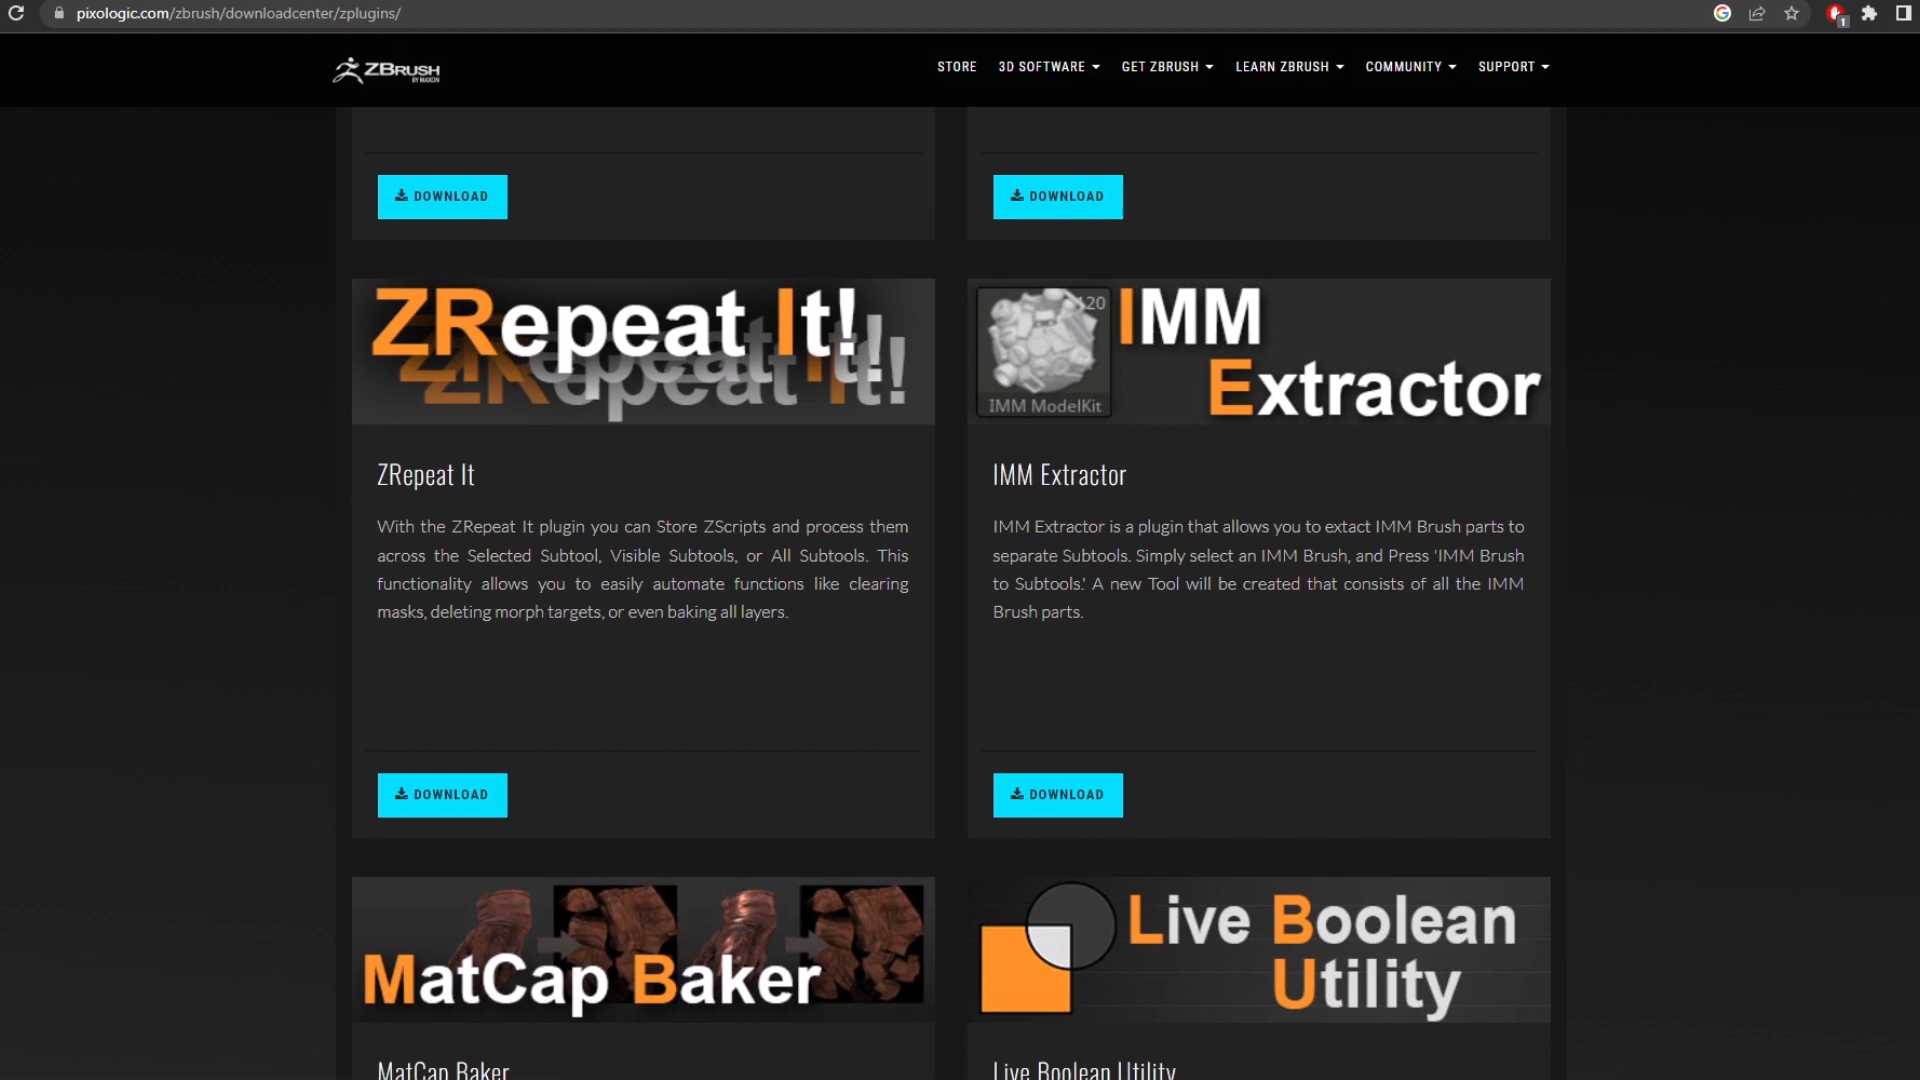 pixologic.com/zbrush/downloadcenter/zplugins/
1
ZBRUSH
BY MAXON
STORE 3D SOFTWARE GET ZBRUSH LEARN ZBRUSH COMMUNITY SUPPORT
DOWNLOAD
DOWNLOAD
ZRepeat It!
ZRepeat It!
ZRepeat It
With the ZRepeat It plugin you can Store ZScripts and process them
across the Selected Subtool, Visible Subtools, or All Subtools. This
functionality allows you to easily automate functions like clearing
masks, deleting morph targets, or even baking all layers.
DOWNLOAD
120
IMM ModelKit
IMM
Extractor
IMM Extractor
IMM Extractor is a plugin that allows you to extact IMM Brush parts to
separate Subtools. Simply select an IMM Brush, and Press 'IMM Brush
to Subtools.' A new Tool will be created that consists of all the IMM
Brush parts.
DOWNLOAD
MatCap Baker
MatCap Baker
Live Boolean
Utility
Live Boolean Utility